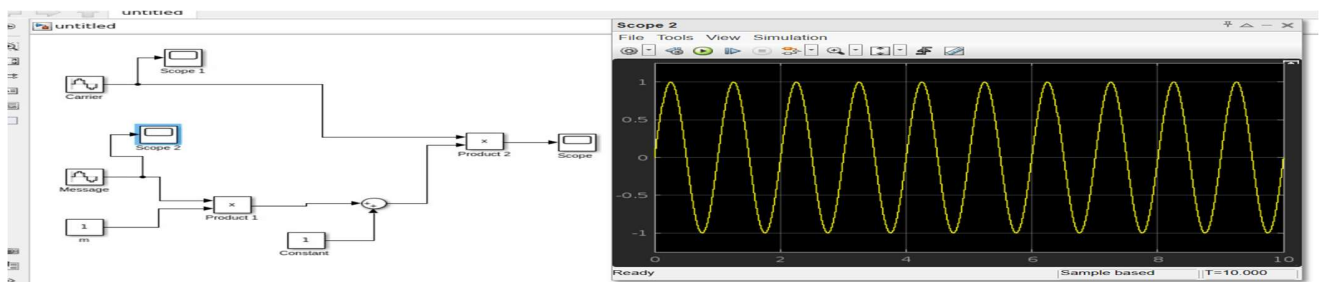 untitled
untitled
Scope 1
Carrier
Scope 2
×
Product 2
Scope
Message
×
Product 1
1
m
+
+
1
Constant
Scope 2
File Tools View Simulation
1
0.5
0
-0.5
-1
0 2 4 6 8 10
Ready Sample based T=10.000